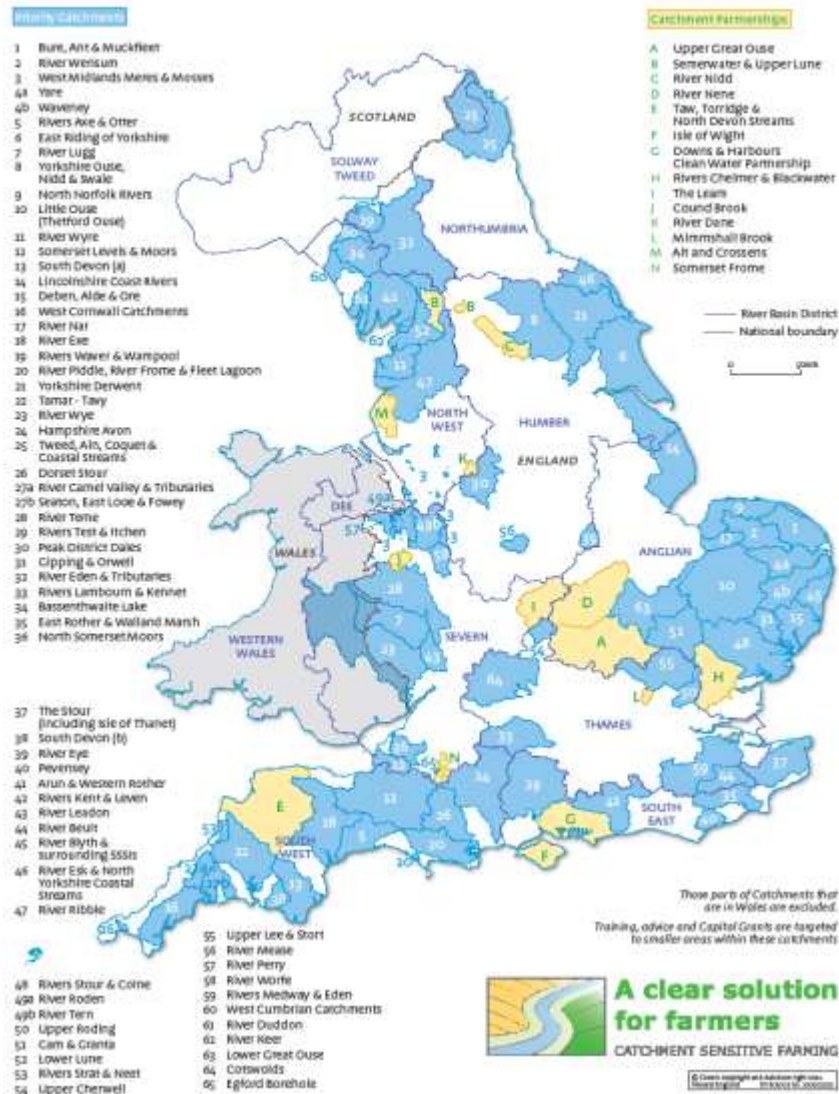 Priority Catchments
1 Bure, Ant & Muckfleet
2 River Wensum
3 West Midlands Meres & Mosses
4a Yare
4b Waveney
5 Rivers Axe & Otter
6 East Riding of Yorkshire
7 River Lugg
8 Yorkshire Ouse,
Nidd & Swale
9 North Norfolk Rivers
10 Little Ouse
(Thetford Ouse)
11 River Wyre
12 Somerset Levels & Moors
13 South Devon (a)
14 Lincolnshire Coast Rivers
15 Deben, Alde & Ore
16 West Cornwall Catchments
17 River Nar
18 River Exe
19 Rivers Waver & Wampool
20 River Piddle, River Frome & Fleet Lagoon
21 Yorkshire Derwent
22 Tamar - Tavy
23 River Wye
24 Hampshire Avon
25 Tweed, Aln, Coquet &
Coastal Streams
26 Dorset Stour
27a River Camel Valley & Tributaries
27b Seaton, East Looe & Fowey
28 River Teme
29 Rivers Test & Itchen
30 Peak District Dales
31 Gipping & Orwell
32 River Eden & Tributaries
33 Rivers Lambourn & Kennet
34 Bassenthwaite Lake
35 East Rother & Walland Marsh
36 North Somerset Moors
37 The Stour
(including Isle of Thanet)
38 South Devon (b)
39 River Eye
40 Pevensey
41 Arun & Western Rother
42 Rivers Kent & Leven
43 River Leadon
44 River Beult
45 River Blyth &
surrounding SSSIs
46 River Esk & North
Yorkshire Coastal
Streams
47 River Ribble
48 Rivers Stour & Colne
49a River Roden
49b River Tern
50 Upper Roding
51 Cam & Granta
52 Lower Lune
53 Rivers Strat & Neet
54 Upper Cherwell
55 Upper Lee & Stort
56 River Mease
57 River Perry
58 River Worfe
59 Rivers Medway & Eden
60 West Cumbrian Catchments
61 River Duddon
62 River Keer
63 Lower Great Ouse
64 Cotswolds
65 Egford Borehole
Catchment Partnerships
A Upper Great Ouse
B Semerwater & Upper Lune
C River Nidd
D River Nene
E Taw, Torridge &
North Devon Streams
F Isle of Wight
G Downs & Harbours
Clean Water Partnership
H Rivers Chelmer & Blackwater
I The Leam
J Cound Brook
K River Dane
L Mimmshall Brook
M Alt and Crossens
N Somerset Frome
River Basin District
National boundary
SCOTLAND
SOLWAY
TWEED
NORTHUMBRIA
NORTH
WEST
HUMBER
ENGLAND
DEE
WALES
ANGLIAN
WESTERN
WALES
SEVERN
THAMES
SOUTH
EAST
SOUTH
WEST
Those parts of Catchments that
are in Wales are excluded.
Training, advice and Capital Grants are targeted
to smaller areas within these catchments
A clear solution
for farmers
CATCHMENT SENSITIVE FARMING